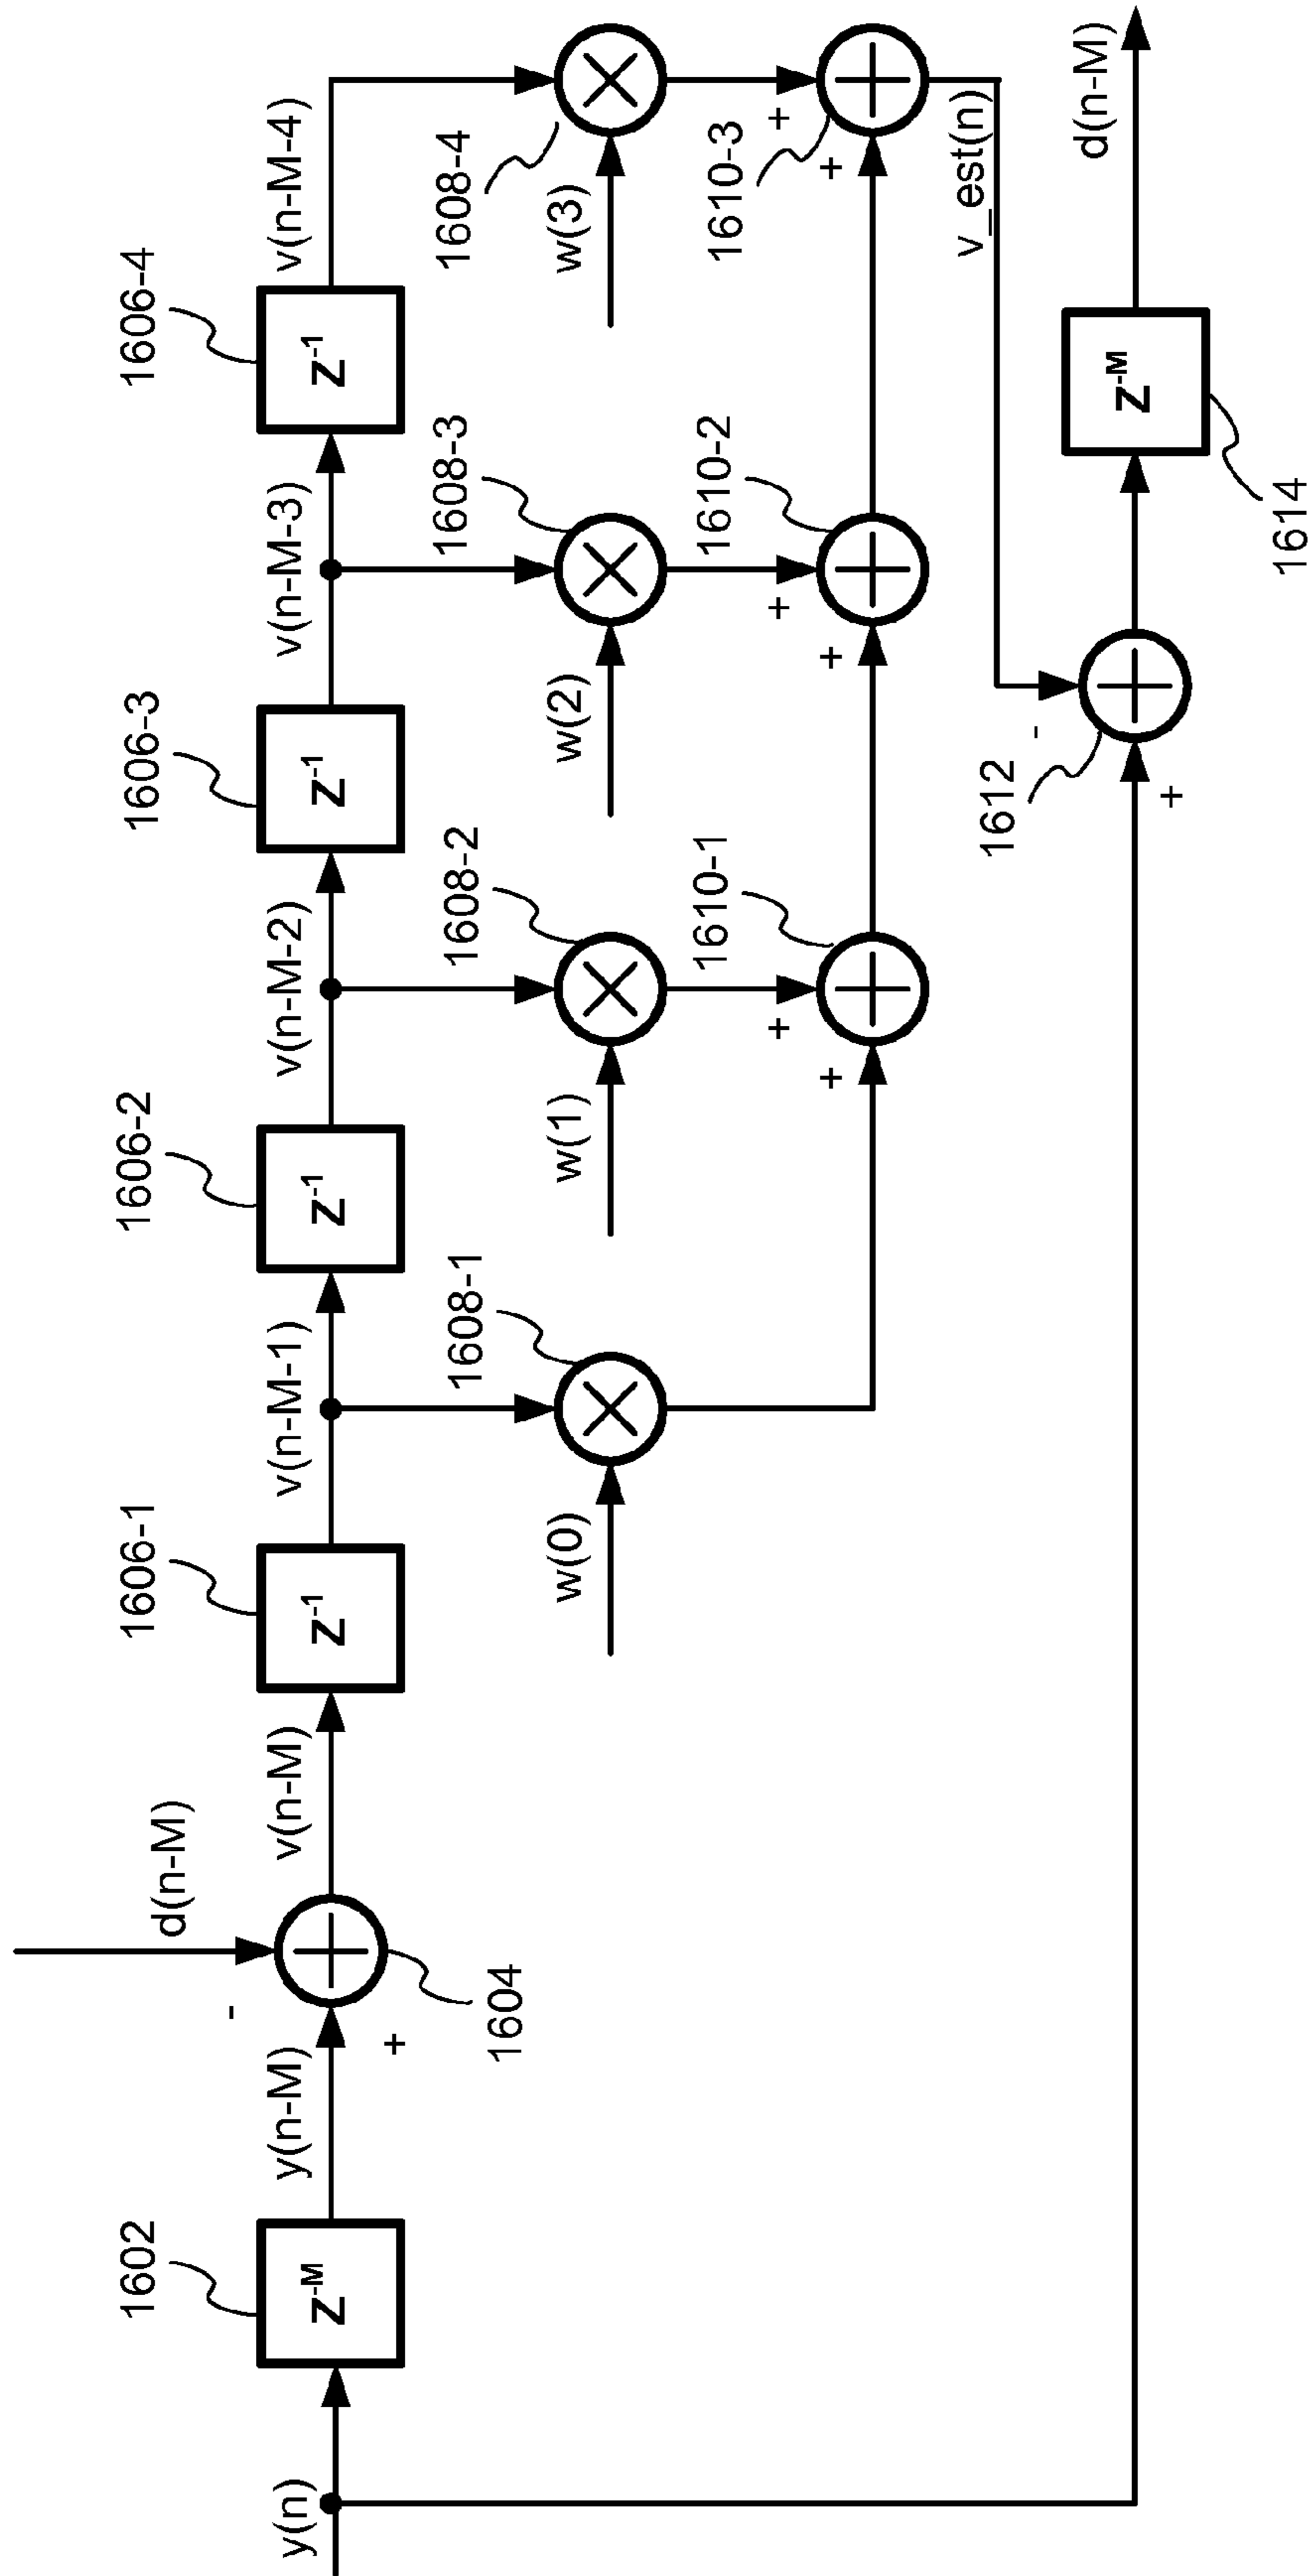 1602
1606-1
1606-2
1606-3
1606-4
d(n-M)
y(n)
Z-M
y(n-M)
-
+
1604
v(n-M)
Z-1
v(n-M-1)
Z-1
v(n-M-2)
Z-1
v(n-M-3)
Z-1
v(n-M-4)
1608-1
1608-2
1608-3
1608-4
w(0)
w(1)
w(2)
w(3)
1610-1
1610-2
1610-3
+
+
+
+
+
+
v_est(n)
1612
-
+
Z-M
d(n-M)
1614